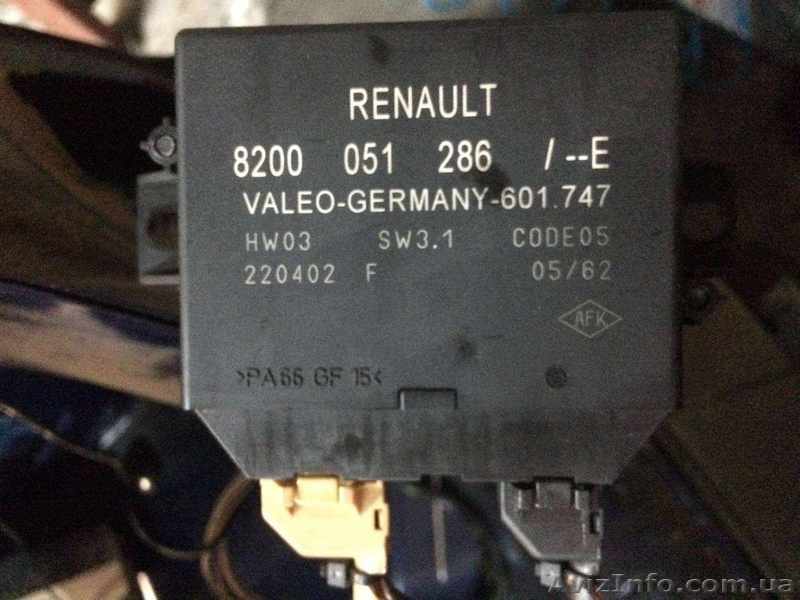 RENAULT
8200 051 286 /--E
VALEO-GERMANY-601.747
HW03 SW3.1 CODE05
220402 F 05/62
AFK
>PA66 GF 15<
AvizInfo.com.ua